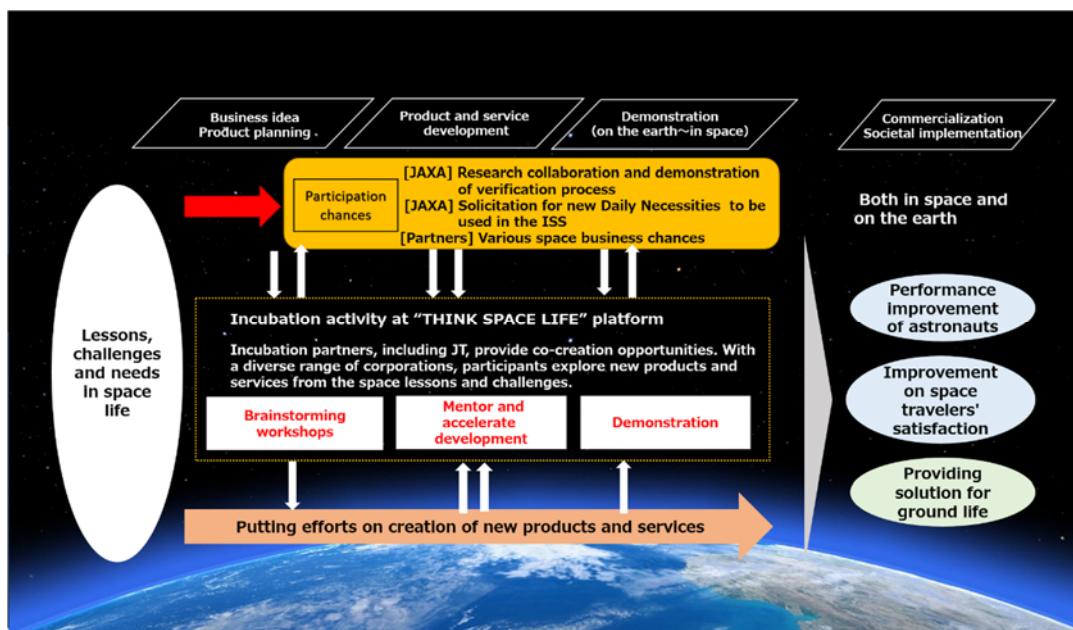 Business idea
Product planning
Product and service
development
Demonstration
(on the earth～in space)
Commercialization
Societal implementation
Participation
chances
[JAXA] Research collaboration and demonstration
of verification process
[JAXA] Solicitation for new Daily Necessities to be
used in the ISS
[Partners] Various space business chances
Both in space and
on the earth
Lessons,
challenges
and needs
in space
life
Incubation activity at “THINK SPACE LIFE” platform
Incubation partners, including JT, provide co-creation opportunities. With
a diverse range of corporations, participants explore new products and
services from the space lessons and challenges.
Brainstorming
workshops
Mentor and
accelerate
development
Demonstration
Performance
improvement
of astronauts
Improvement
on space
travelers'
satisfaction
Providing
solution for
ground life
Putting efforts on creation of new products and services